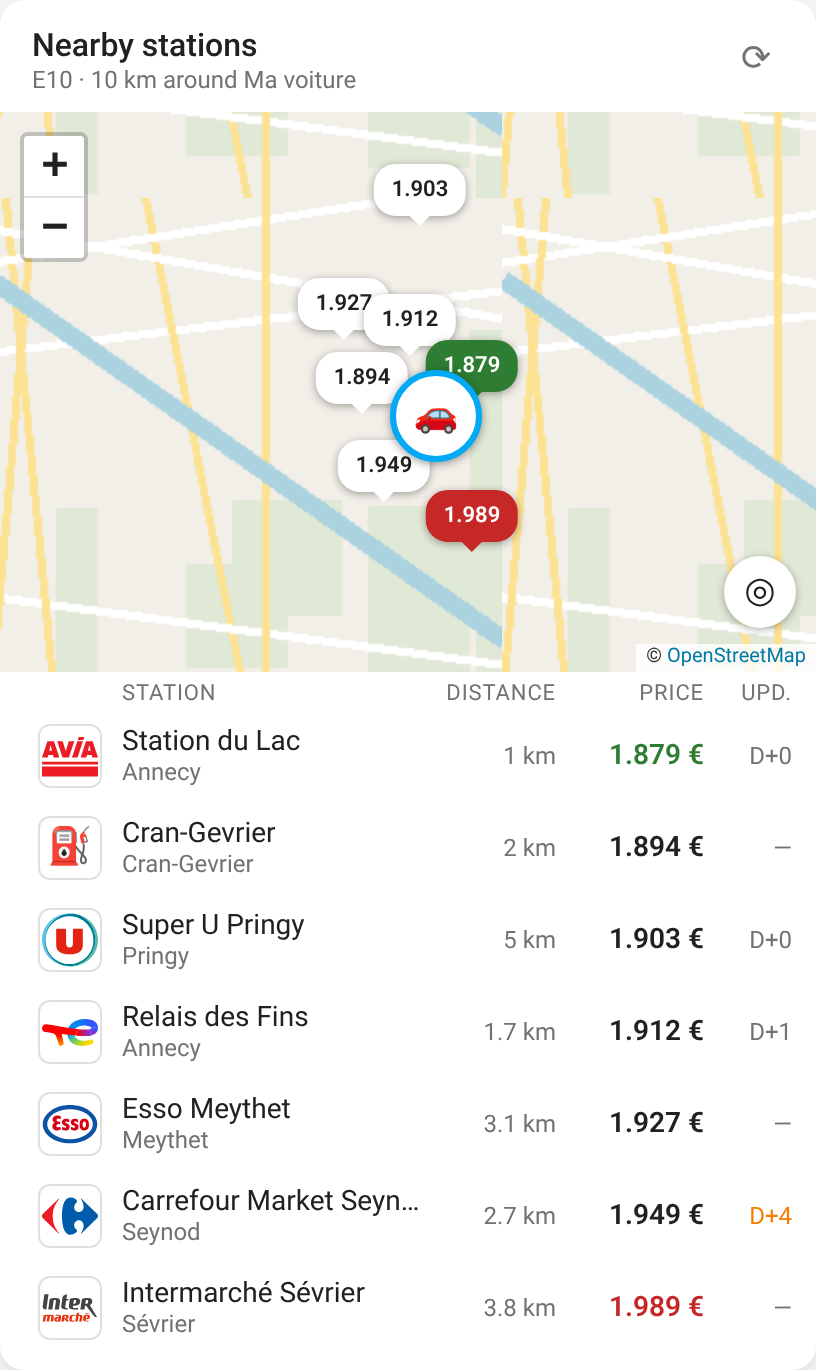 Nearby stations
E10 · 10 km around Ma voiture
⟳
+
−
1.903
1.927
1.912
1.879
1.894
1.949
1.989
© OpenStreetMap
STATION DISTANCE PRICE UPD.
AVIA
Station du Lac 1 km 1.879 € D+0
Annecy
Cran-Gevrier 2 km 1.894 € —
Cran-Gevrier
U
Super U Pringy 5 km 1.903 € D+0
Pringy
Relais des Fins 1.7 km 1.912 € D+1
Annecy
Esso
Esso Meythet 3.1 km 1.927 € —
Meythet
Carrefour Market Seyn… 2.7 km 1.949 € D+4
Seynod
Inter
marché
Intermarché Sévrier 3.8 km 1.989 € —
Sévrier